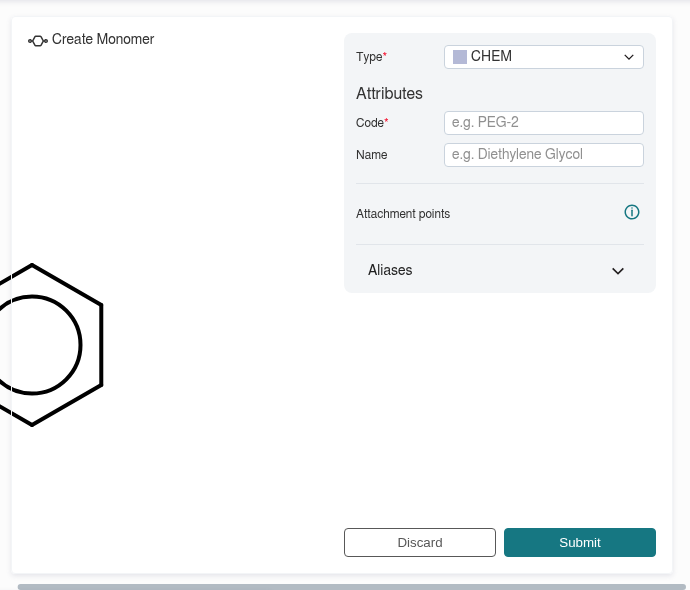 Create Monomer
Type*
CHEM
Attributes
Code*
e.g. PEG-2
Name
e.g. Diethylene Glycol
Attachment points
Aliases
Discard
Submit